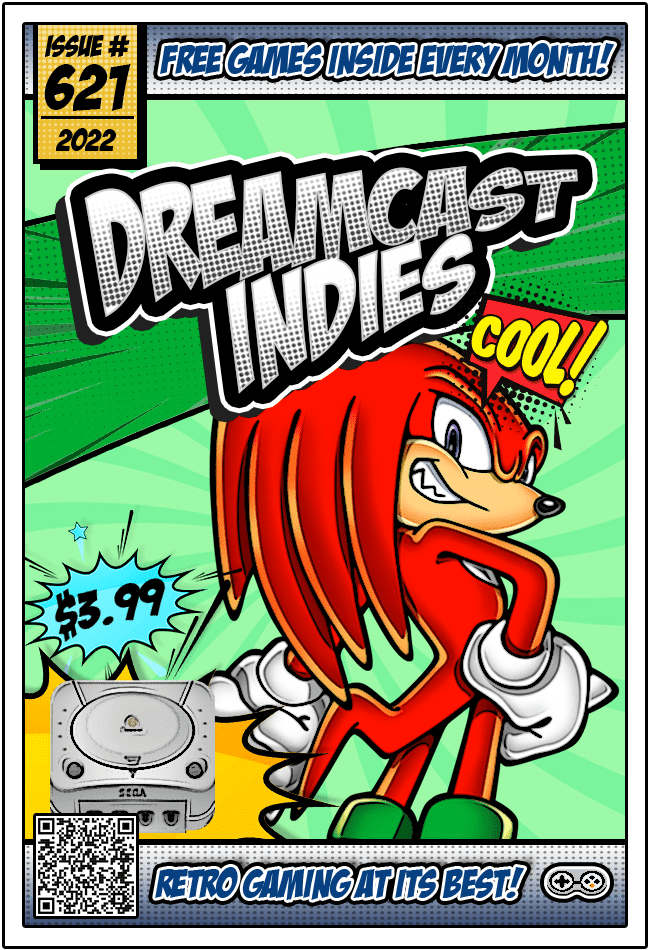 ISSUE #
621
2022
FREE GAMES INSIDE EVERY MONTH!
DREAMCAST
INDIES
COOL!
$3.99
SEGA
RETRO GAMING AT ITS BEST!